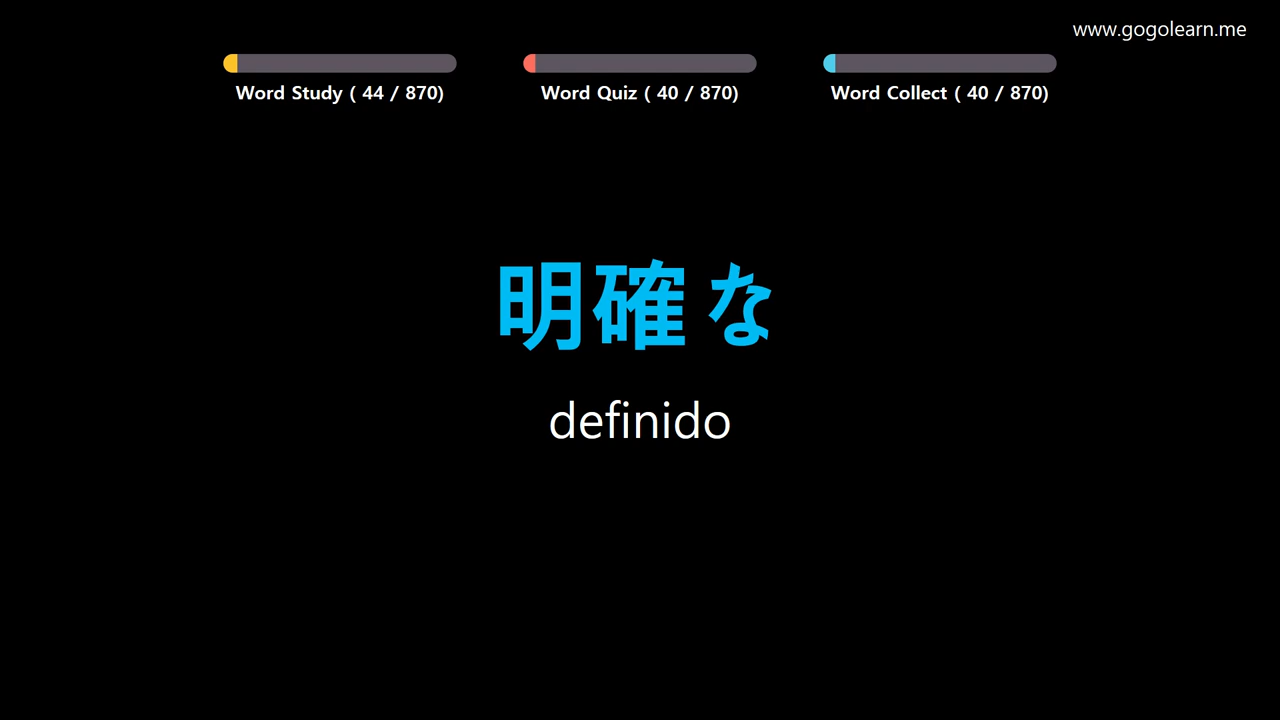 www.gogolearn.me
Word Study ( 44 / 870)
Word Quiz ( 40 / 870)
Word Collect ( 40 / 870)
明確な
definido